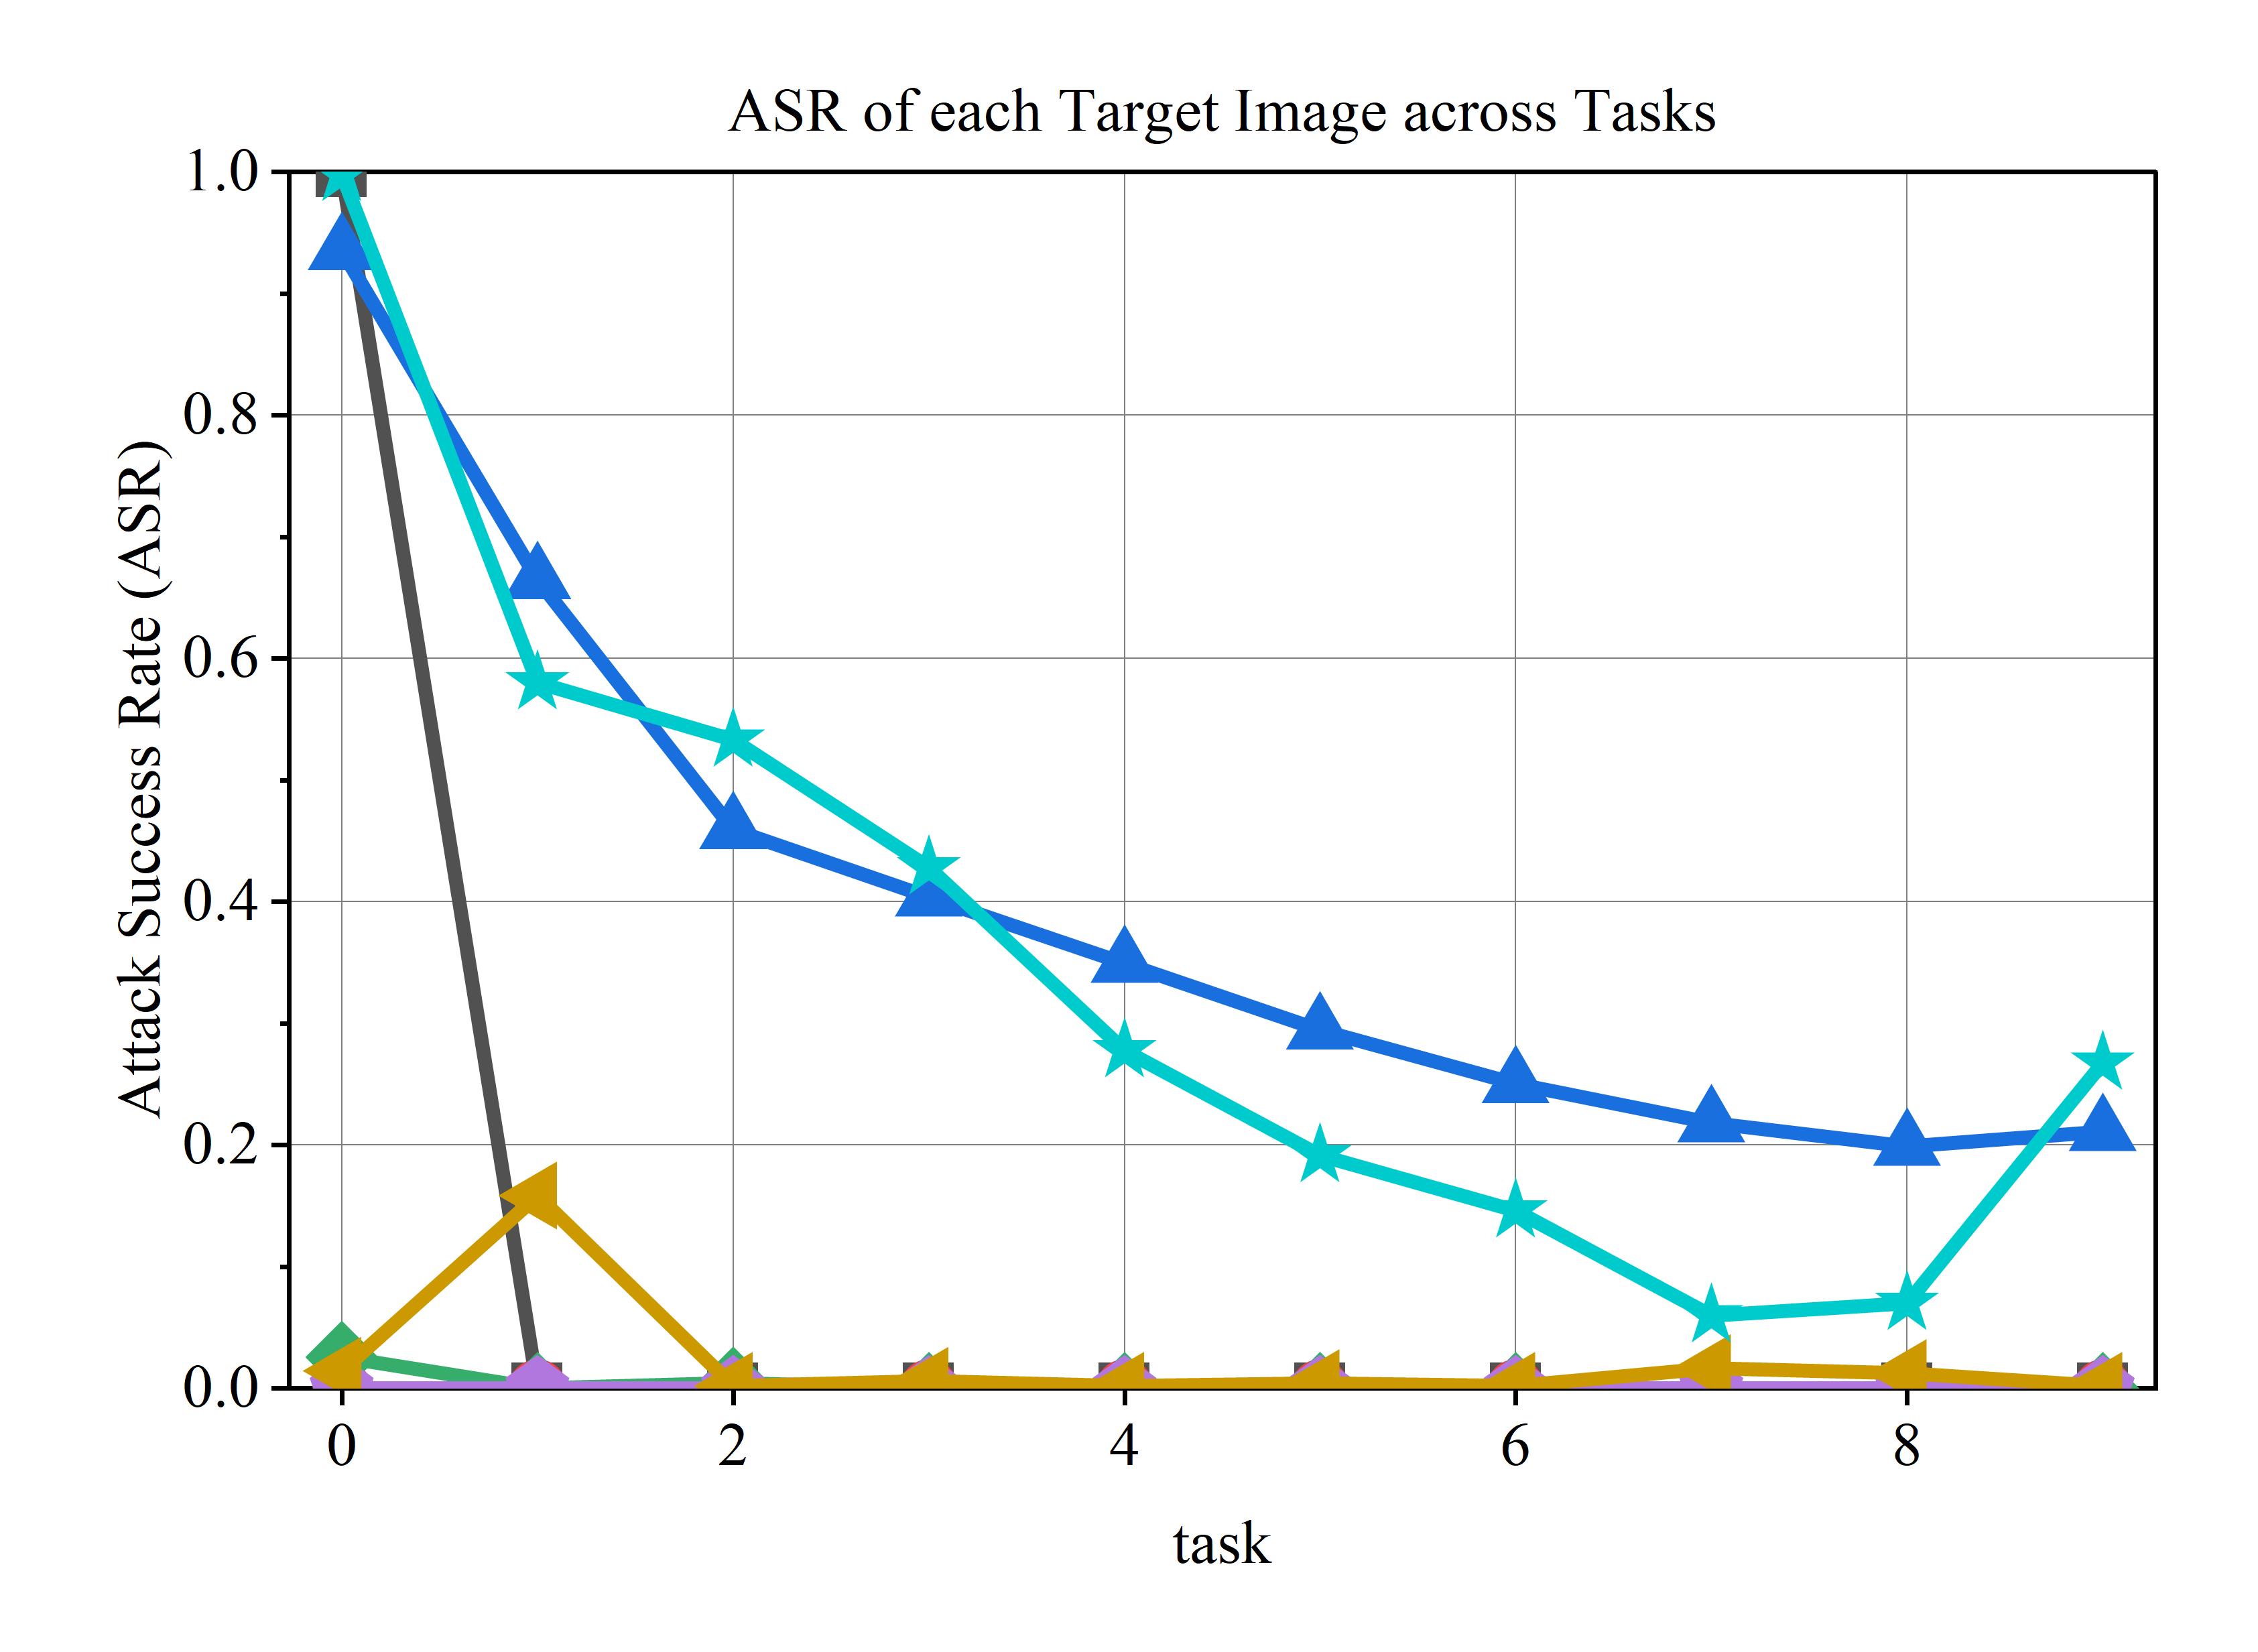 ASR of each Target Image across Tasks
1.0
0.8
0.6
0.4
0.2
0.0
Attack Success Rate (ASR)
0 2 4 6 8
task